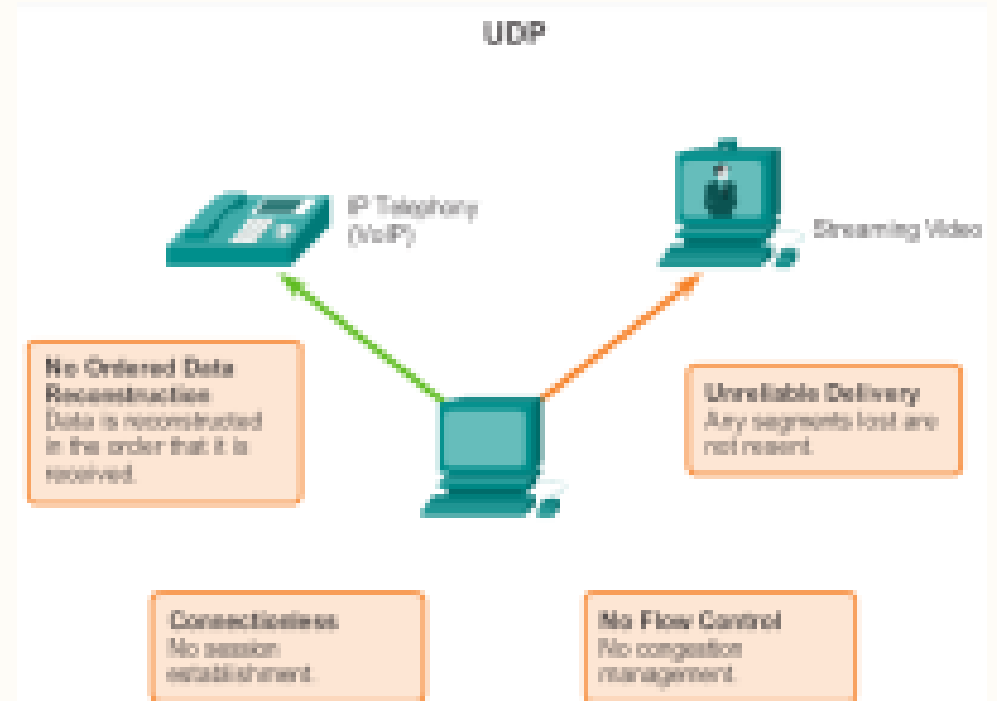 UDP
IP Telephony
(VoIP)
Streaming Video
No Ordered Data
Reconstruction
Data is reconstructed
in the order that it is
received.
Unreliable Delivery
Any segments lost are
not resent.
Connectionless
No session
establishment.
No Flow Control
No congestion
management.